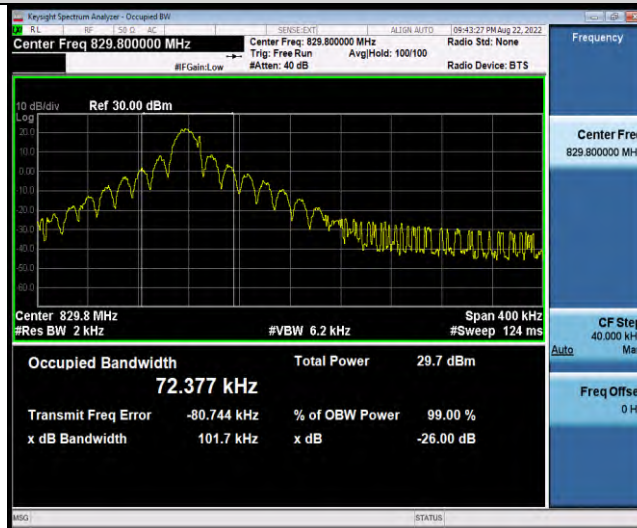 Keysight Spectrum Analyzer - Occupied BW
RL RF 50 Ω AC SENSE:EXT ALIGN AUTO 09:43:27 PM Aug 22, 2022
Center Freq 829.800000 MHz
Center Freq: 829.800000 MHz
Radio Std: None
Trig: Free Run Avg|Hold: 100/100
#IFGain:Low
#Atten: 40 dB
Radio Device: BTS
10 dB/div Ref 30.00 dBm
Log
20.0
10.0
0.00
-10.0
-20.0
-30.0
-40.0
-50.0
-60.0
Center 829.8 MHz Span 400 kHz
#Res BW 2 kHz #VBW 6.2 kHz #Sweep 124 ms
Occupied Bandwidth Total Power 29.7 dBm
72.377 kHz
Transmit Freq Error -80.744 kHz % of OBW Power 99.00 %
x dB Bandwidth 101.7 kHz x dB -26.00 dB
MSG STATUS
Frequency
Center Fre
829.800000 MH
CF Step
40.000 kH
Auto Ma
Freq Offse
0 H